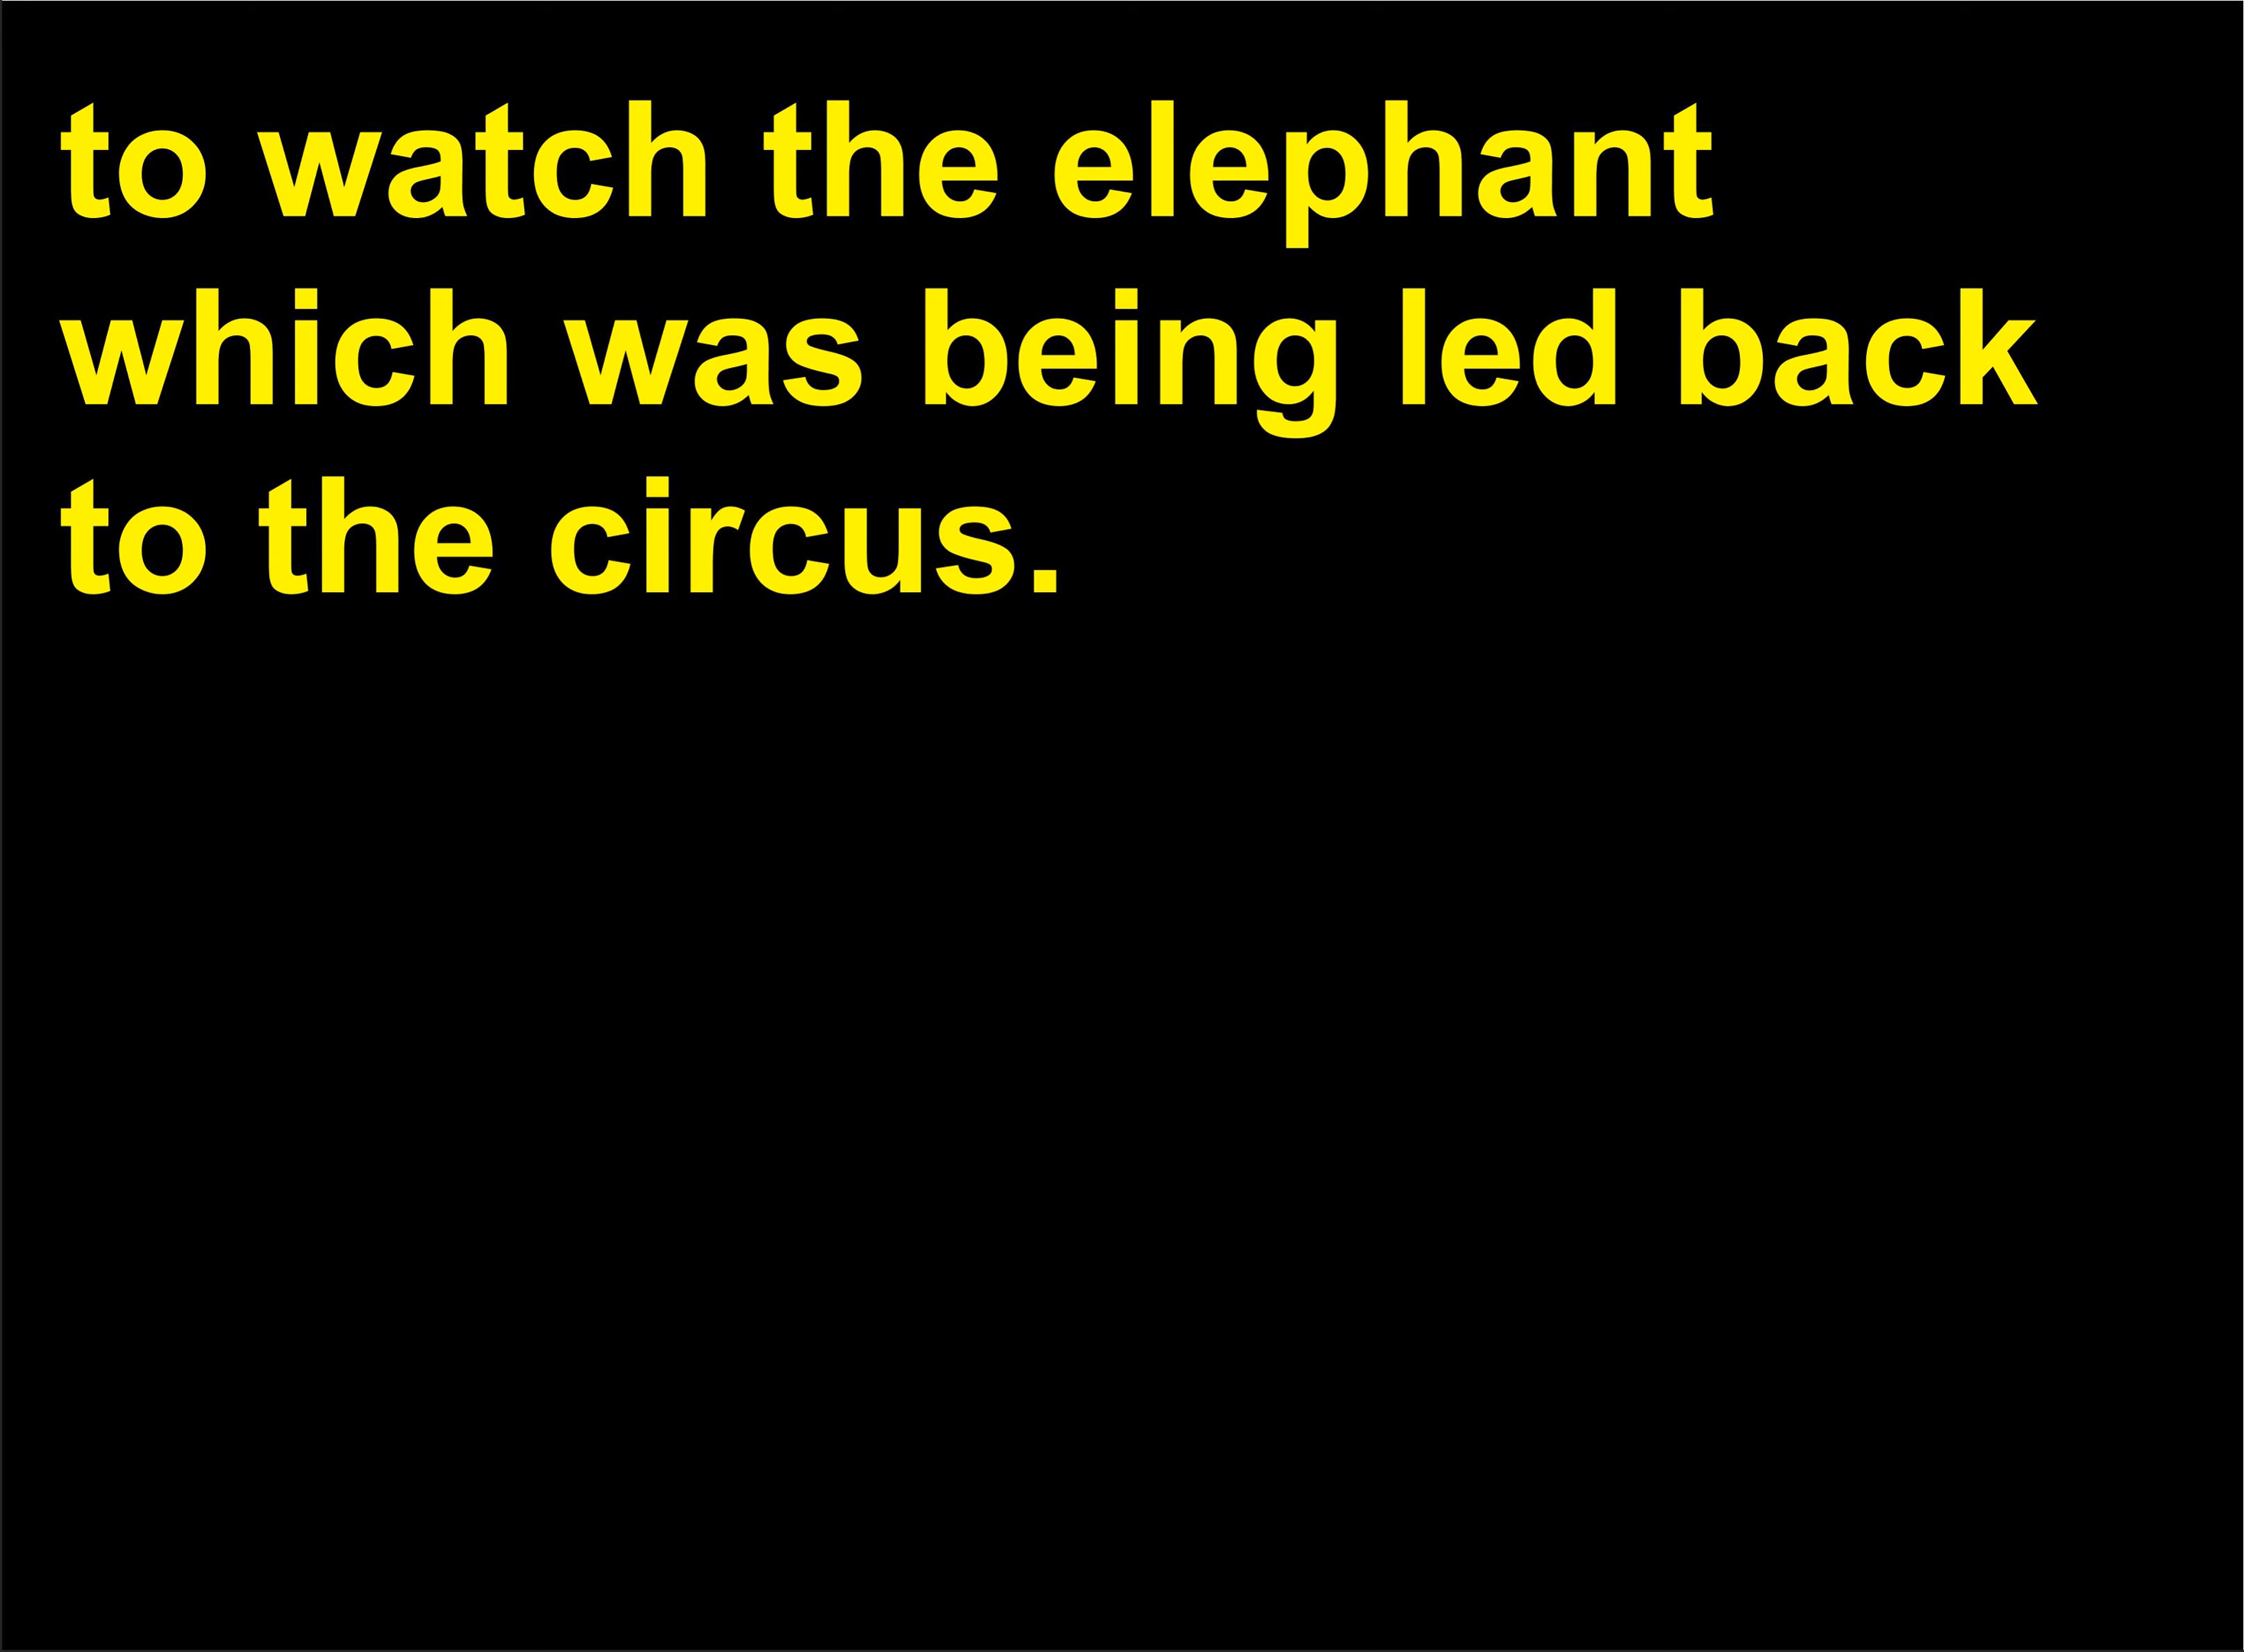 to watch the elephant
which was being led back
to the circus.